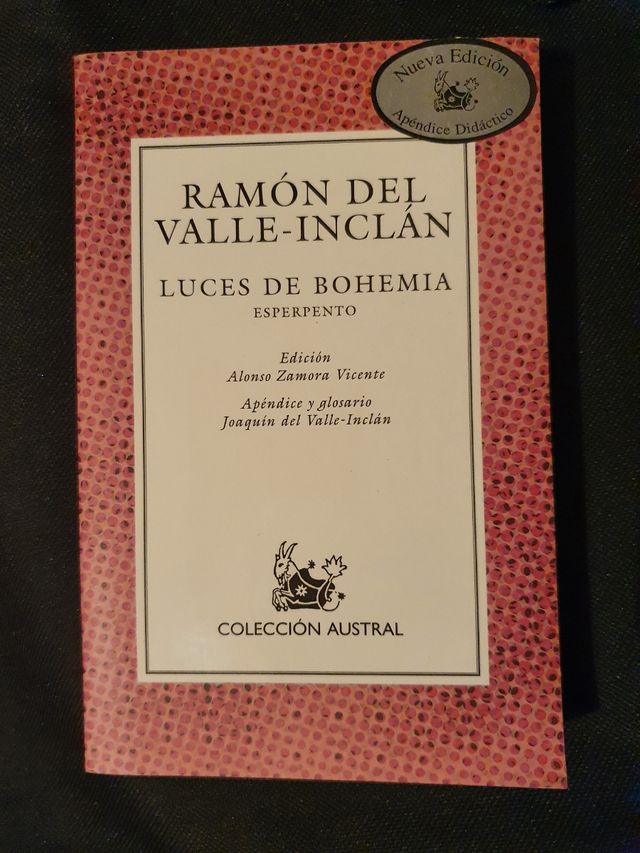 Nueva Edición
Apéndice Didáctico
RAMÓN DEL
VALLE-INCLÁN
LUCES DE BOHEMIA
ESPERPENTO
Edición
Alonso Zamora Vicente
Apéndice y glosario
Joaquín del Valle-Inclán
COLECCIÓN AUSTRAL